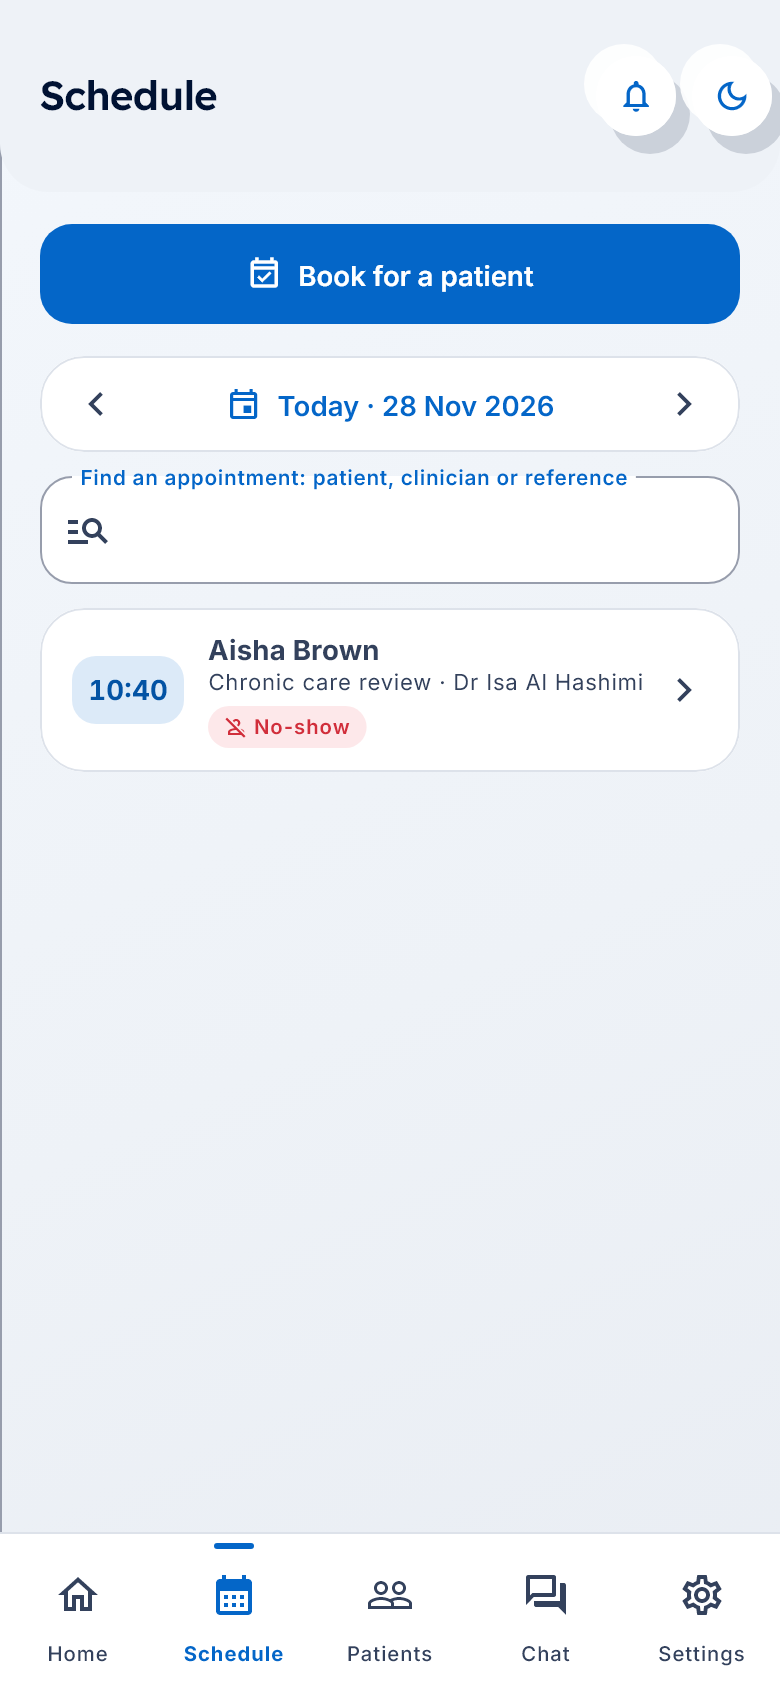 Schedule
Book for a patient
Today · 28 Nov 2026
Find an appointment: patient, clinician or reference
10:40
Aisha Brown
Chronic care review · Dr Isa Al Hashimi
No-show
Home
Schedule
Patients
Chat
Settings